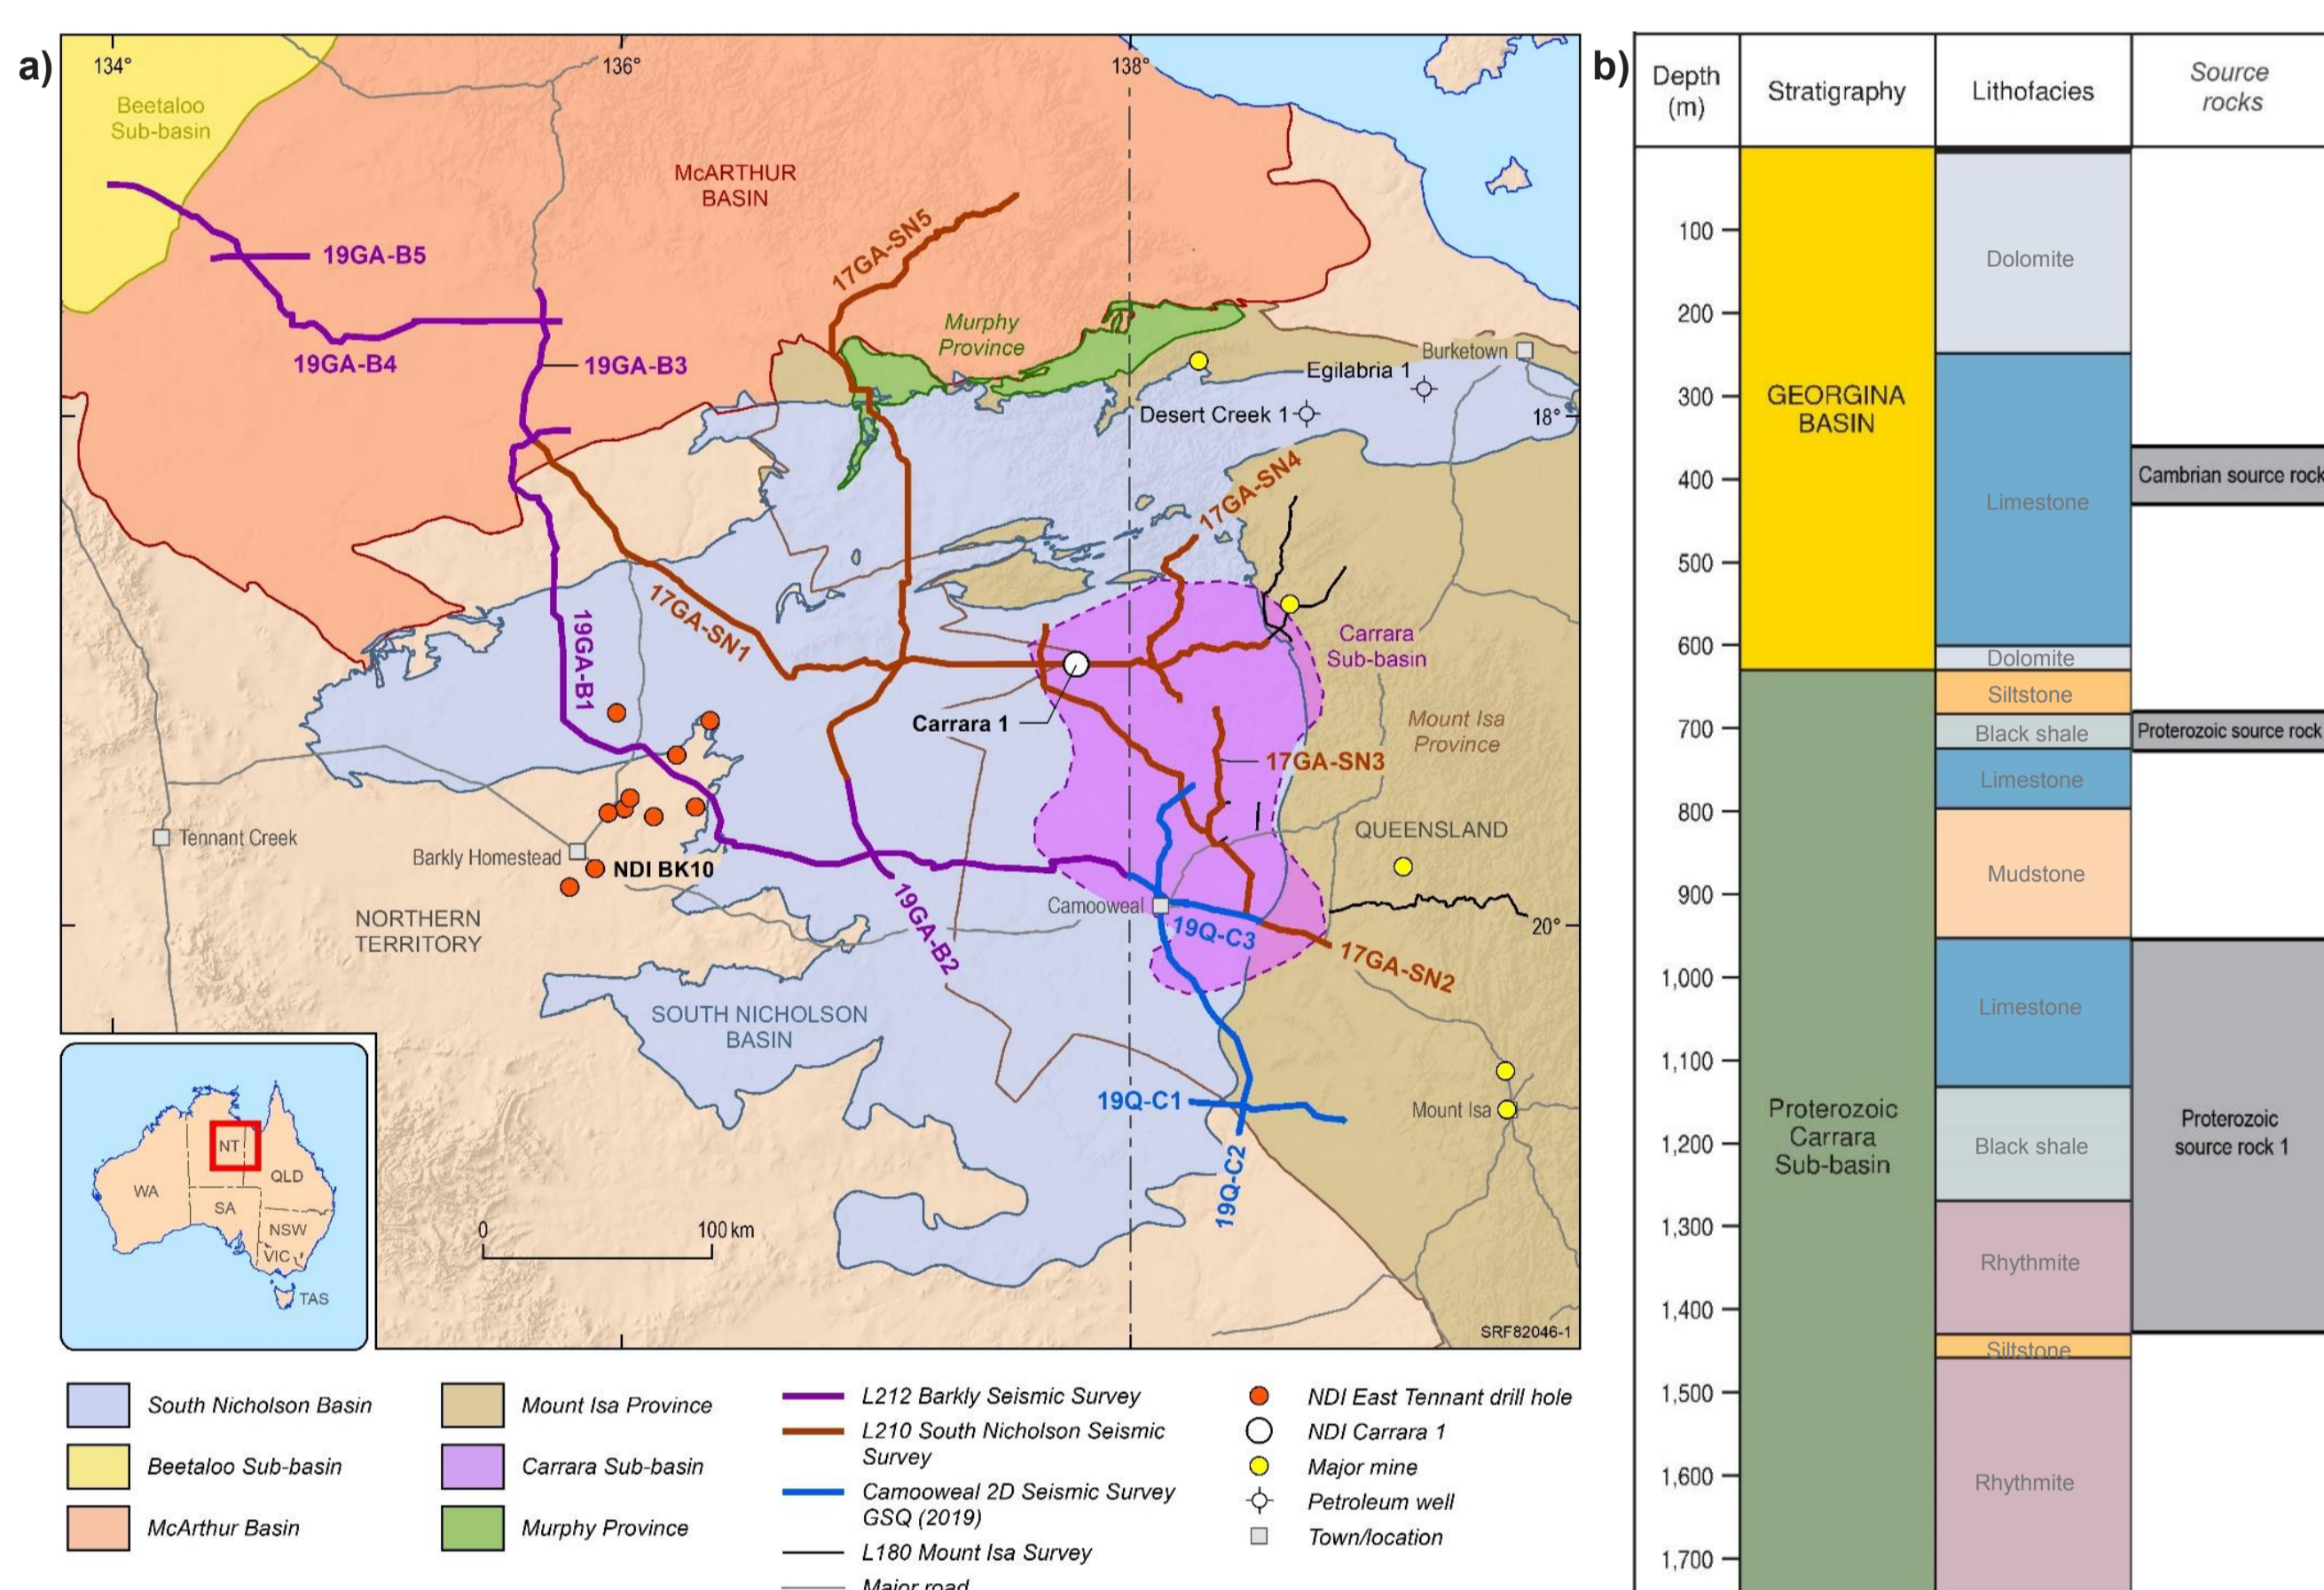 a)
134°
136°
138°
Beetaloo
Sub-basin
McARTHUR
BASIN
19GA-B5
17GA-SN5
19GA-B4
19GA-B3
Murphy
Province
Burketown
Egilabria 1
Desert Creek 1
18°
17GA-SN4
17GA-SN1
19GA-B1
Carrara
Sub-basin
Carrara 1
Mount Isa
Province
17GA-SN3
Tennant Creek
Barkly Homestead
NDI BK10
QUEENSLAND
Camooweal
19Q-C3
20°
NORTHERN
TERRITORY
19GA-B2
17GA-SN2
SOUTH NICHOLSON
BASIN
19Q-C1
Mount Isa
19Q-C2
0
100 km
SRF82046-1
NT
WA
QLD
SA
NSW
VIC
TAS
South Nicholson Basin
Beetaloo Sub-basin
McArthur Basin
Mount Isa Province
Carrara Sub-basin
Murphy Province
L212 Barkly Seismic Survey
L210 South Nicholson Seismic
Survey
Camooweal 2D Seismic Survey
GSQ (2019)
L180 Mount Isa Survey
Major road
NDI East Tennant drill hole
NDI Carrara 1
Major mine
Petroleum well
Town/location
b)
Depth
(m)
Stratigraphy
Lithofacies
Source
rocks
100
200
300
400
500
600
700
800
900
1,000
1,100
1,200
1,300
1,400
1,500
1,600
1,700
GEORGINA
BASIN
Proterozoic
Carrara
Sub-basin
Dolomite
Limestone
Dolomite
Siltstone
Black shale
Limestone
Mudstone
Limestone
Black shale
Rhythmite
Siltstone
Rhythmite
Cambrian source rock
Proterozoic source rock
Proterozoic
source rock 1